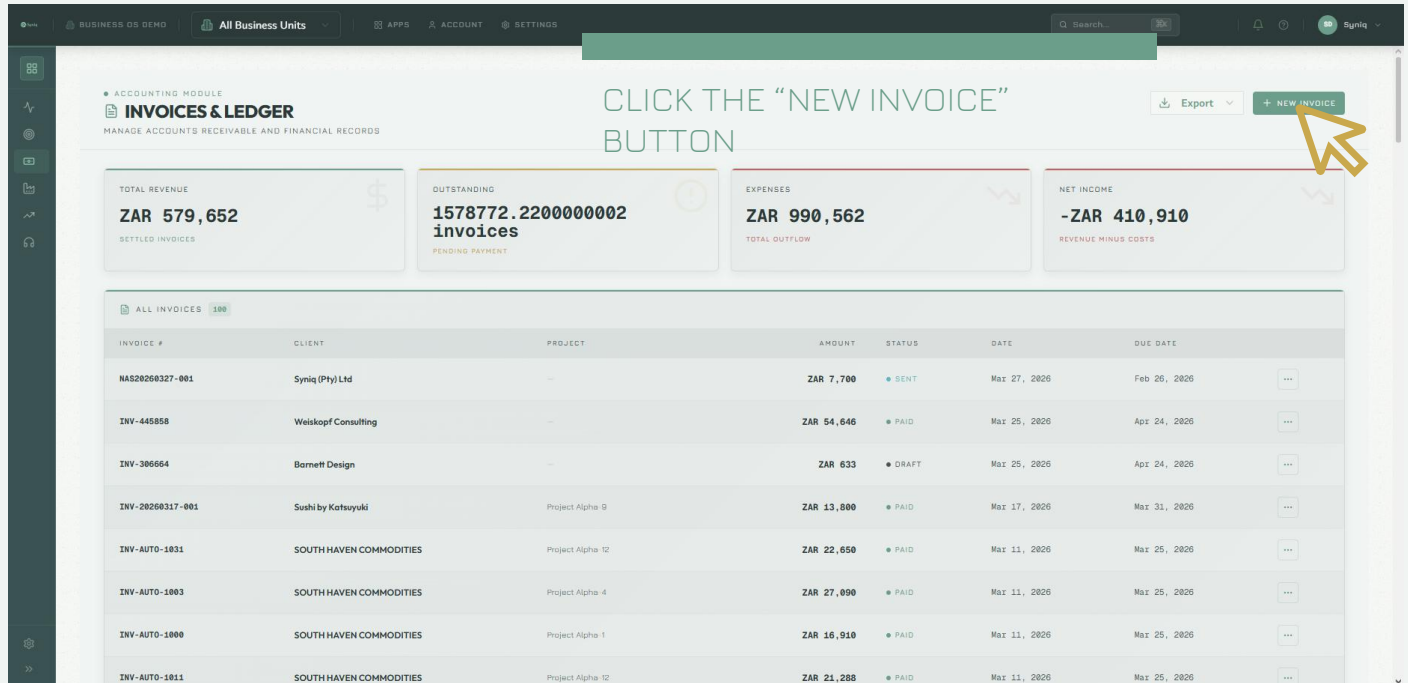 Syniq
BUSINESS OS DEMO
All Business Units
APPS
ACCOUNT
SETTINGS
Search...
⌘K
SD
Syniq
ACCOUNTING MODULE
INVOICES & LEDGER
MANAGE ACCOUNTS RECEIVABLE AND FINANCIAL RECORDS
CLICK THE “NEW INVOICE”
BUTTON
Export
+ NEW INVOICE
TOTAL REVENUE
ZAR 579,652
SETTLED INVOICES
OUTSTANDING
1578772.2200000002
invoices
PENDING PAYMENT
EXPENSES
ZAR 990,562
TOTAL OUTFLOW
NET INCOME
-ZAR 410,910
REVENUE MINUS COSTS
ALL INVOICES 100
INVOICE # CLIENT PROJECT AMOUNT STATUS DATE DUE DATE
NAS20260327-001 Syniq (Pty) Ltd — ZAR 7,700 SENT Mar 27, 2026 Feb 26, 2026 ...
INV-445858 Weiskopf Consulting — ZAR 54,646 PAID Mar 25, 2026 Apr 24, 2026 ...
INV-306664 Barnett Design — ZAR 633 DRAFT Mar 25, 2026 Apr 24, 2026 ...
INV-20260317-001 Sushi by Katsuyuki Project Alpha-9 ZAR 13,800 PAID Mar 17, 2026 Mar 31, 2026 ...
INV-AUTO-1031 SOUTH HAVEN COMMODITIES Project Alpha-12 ZAR 22,650 PAID Mar 11, 2026 Mar 25, 2026 ...
INV-AUTO-1003 SOUTH HAVEN COMMODITIES Project Alpha-4 ZAR 27,090 PAID Mar 11, 2026 Mar 25, 2026 ...
INV-AUTO-1000 SOUTH HAVEN COMMODITIES Project Alpha-1 ZAR 16,910 PAID Mar 11, 2026 Mar 25, 2026 ...
INV-AUTO-1011 SOUTH HAVEN COMMODITIES Project Alpha-12 ZAR 21,288 PAID Mar 11, 2026 Mar 25, 2026 ...